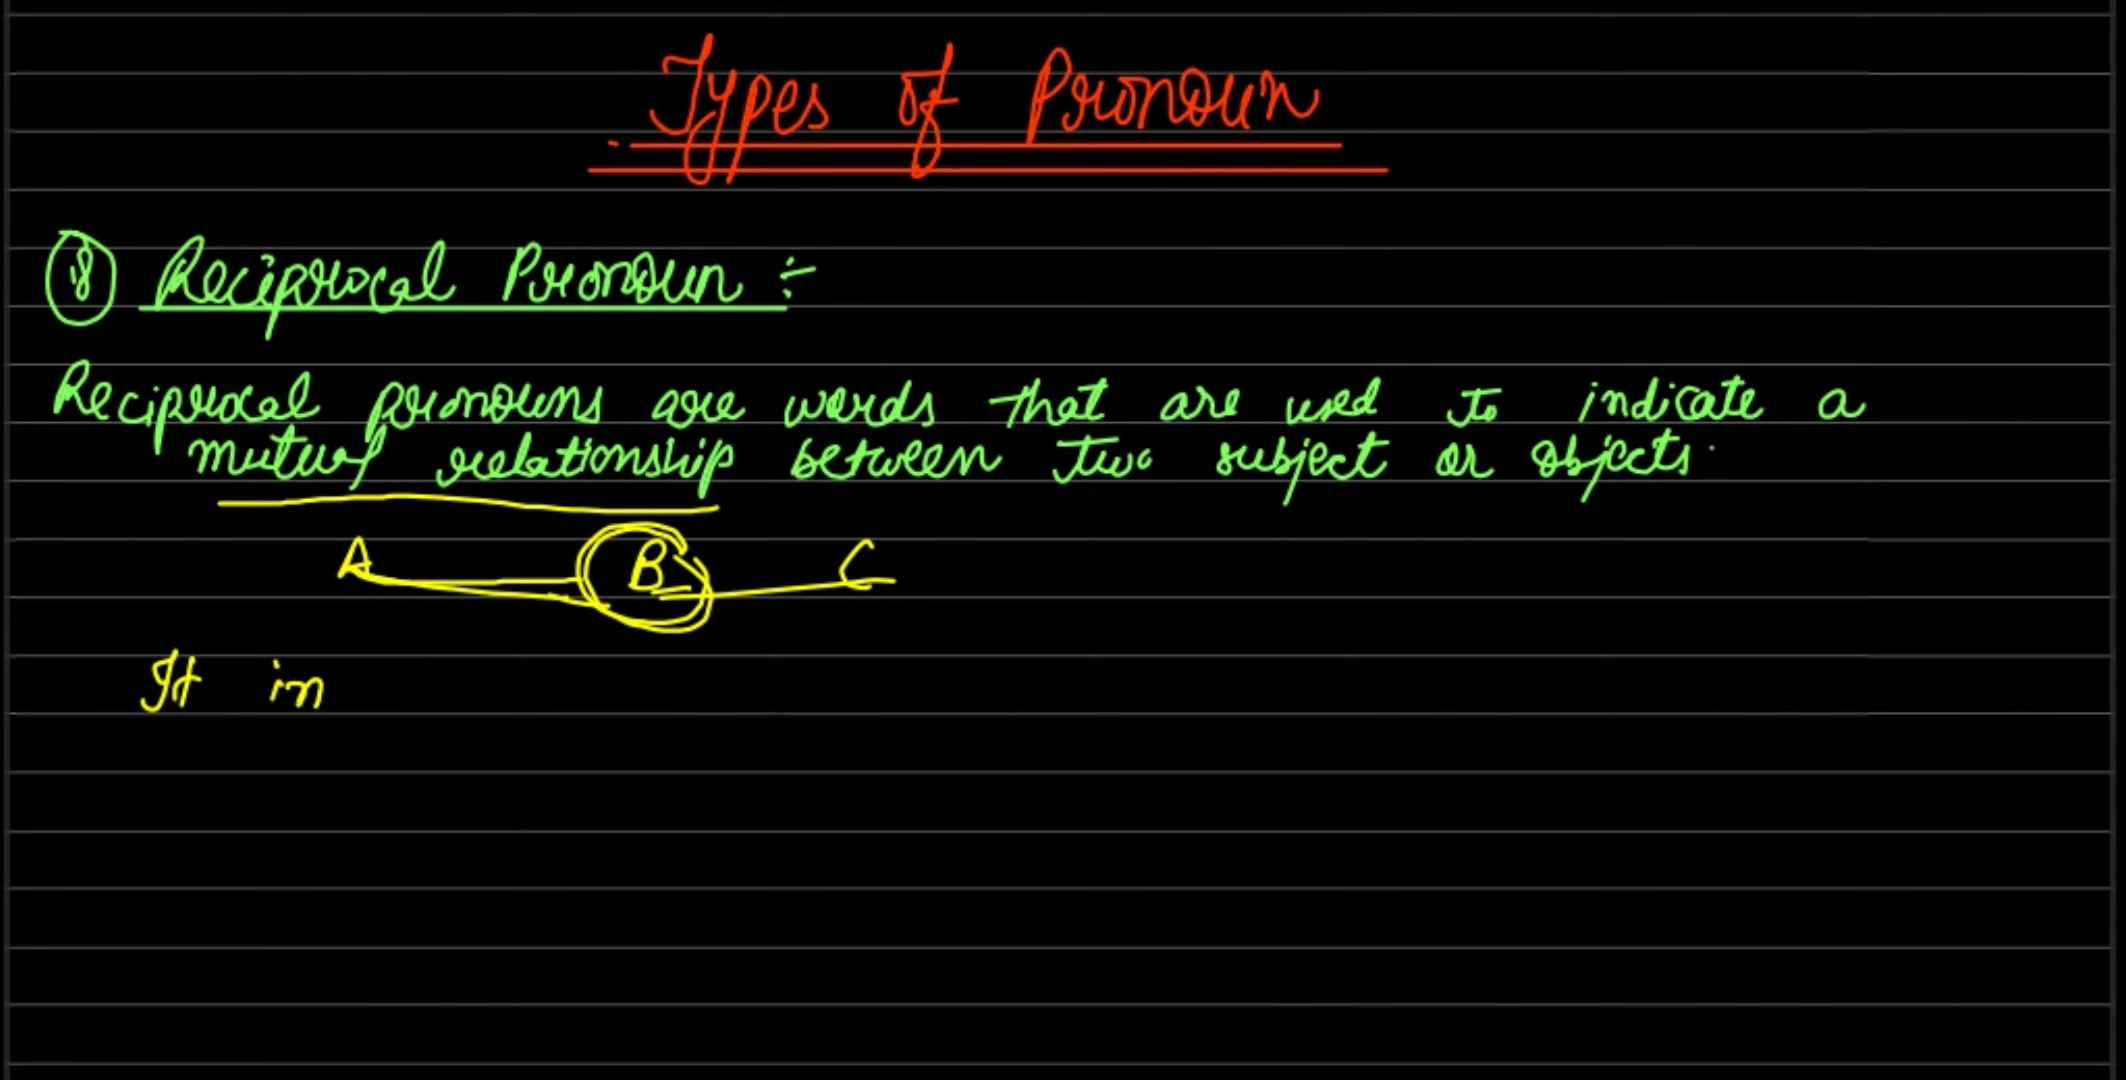 Types of Pronoun
8 Reciprocal Pronoun ÷
Reciprocal pronouns are words that are used to indicate a
mutual relationship between two subject or objects.
A B C
It in